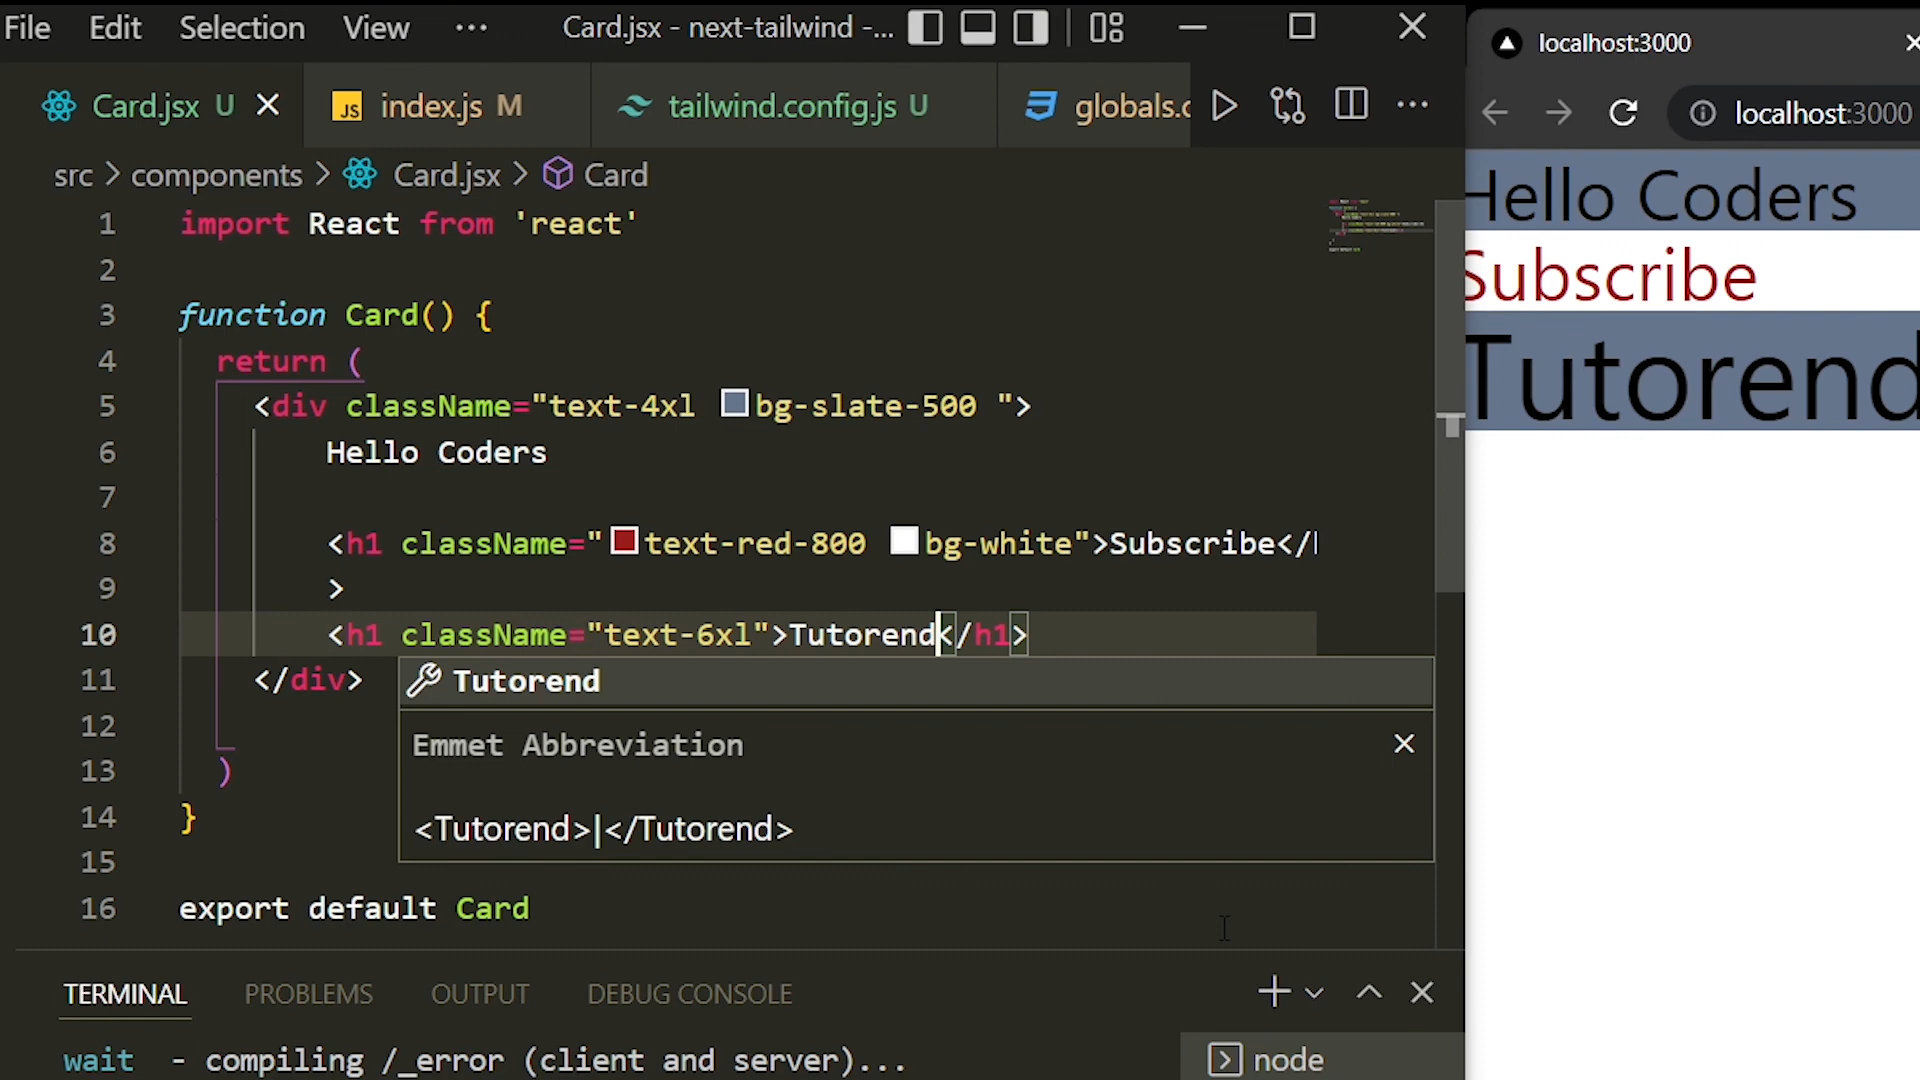 File Edit Selection View ··· Card.jsx - next-tailwind -...
Card.jsx U index.js M tailwind.config.js U globals.c
src > components > Card.jsx > Card
1 import React from 'react'
2
3 function Card() {
4 return (
5 <div className="text-4xl bg-slate-500 ">
6 Hello Coders
7
8 <h1 className="text-red-800 bg-white">Subscribe</
9 >
10 <h1 className="text-6xl">Tutorend</h1>
11 </div>
12
13 )
14 }
15
16 export default Card
Tutorend
Emmet Abbreviation
<Tutorend>|</Tutorend>
TERMINAL PROBLEMS OUTPUT DEBUG CONSOLE
wait - compiling /_error (client and server)...
node
localhost:3000
localhost:3000
Hello Coders
Subscribe
Tutorend